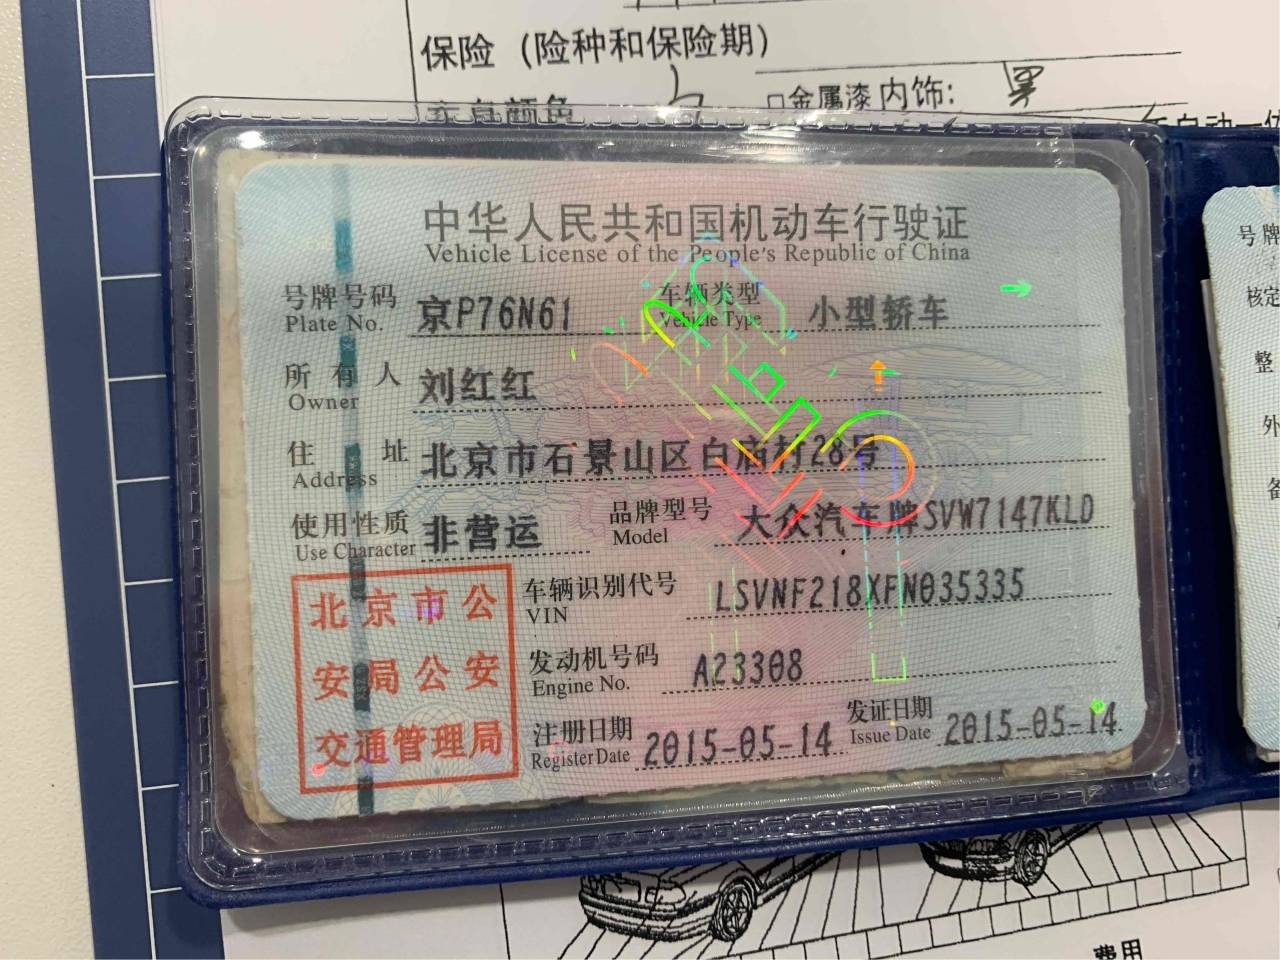 保险（险种和保险期）
车身颜色 白 □金属漆 内饰: 黑
中华人民共和国机动车行驶证
Vehicle License of the People's Republic of China
号牌号码 京P76N61 车辆类型 小型轿车
Plate No. Vehicle Type
所有人 刘红红
Owner
住址 北京市石景山区白庙村28号
Address
使用性质 非营运 品牌型号 大众汽车牌SVW7147KLD
Use Character Model
北京市公
安局公安
交通管理局
车辆识别代号 LSVNF218XFN035335
VIN
发动机号码 A23308
Engine No.
注册日期 2015-05-14 发证日期 2015-05-14
Register Date Issue Date
号牌
核定
整
外
备
费用